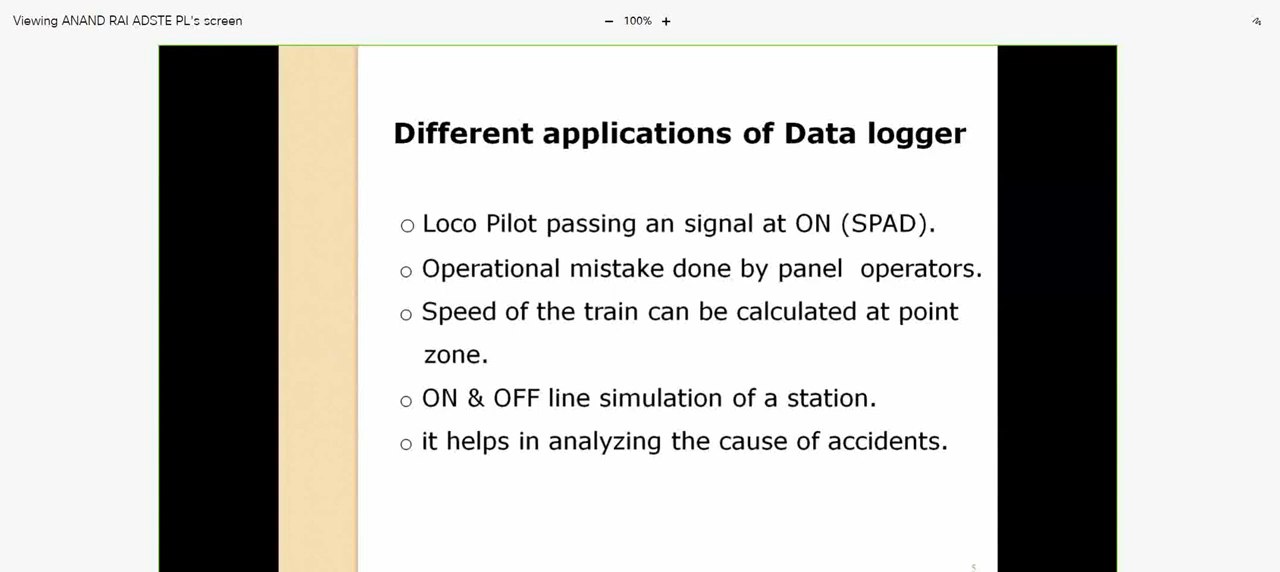 Viewing ANAND RAI ADSTE PL's screen
− 100% +
Different applications of Data logger
○ Loco Pilot passing an signal at ON (SPAD).
○ Operational mistake done by panel operators.
○ Speed of the train can be calculated at point
zone.
○ ON & OFF line simulation of a station.
○ it helps in analyzing the cause of accidents.
5